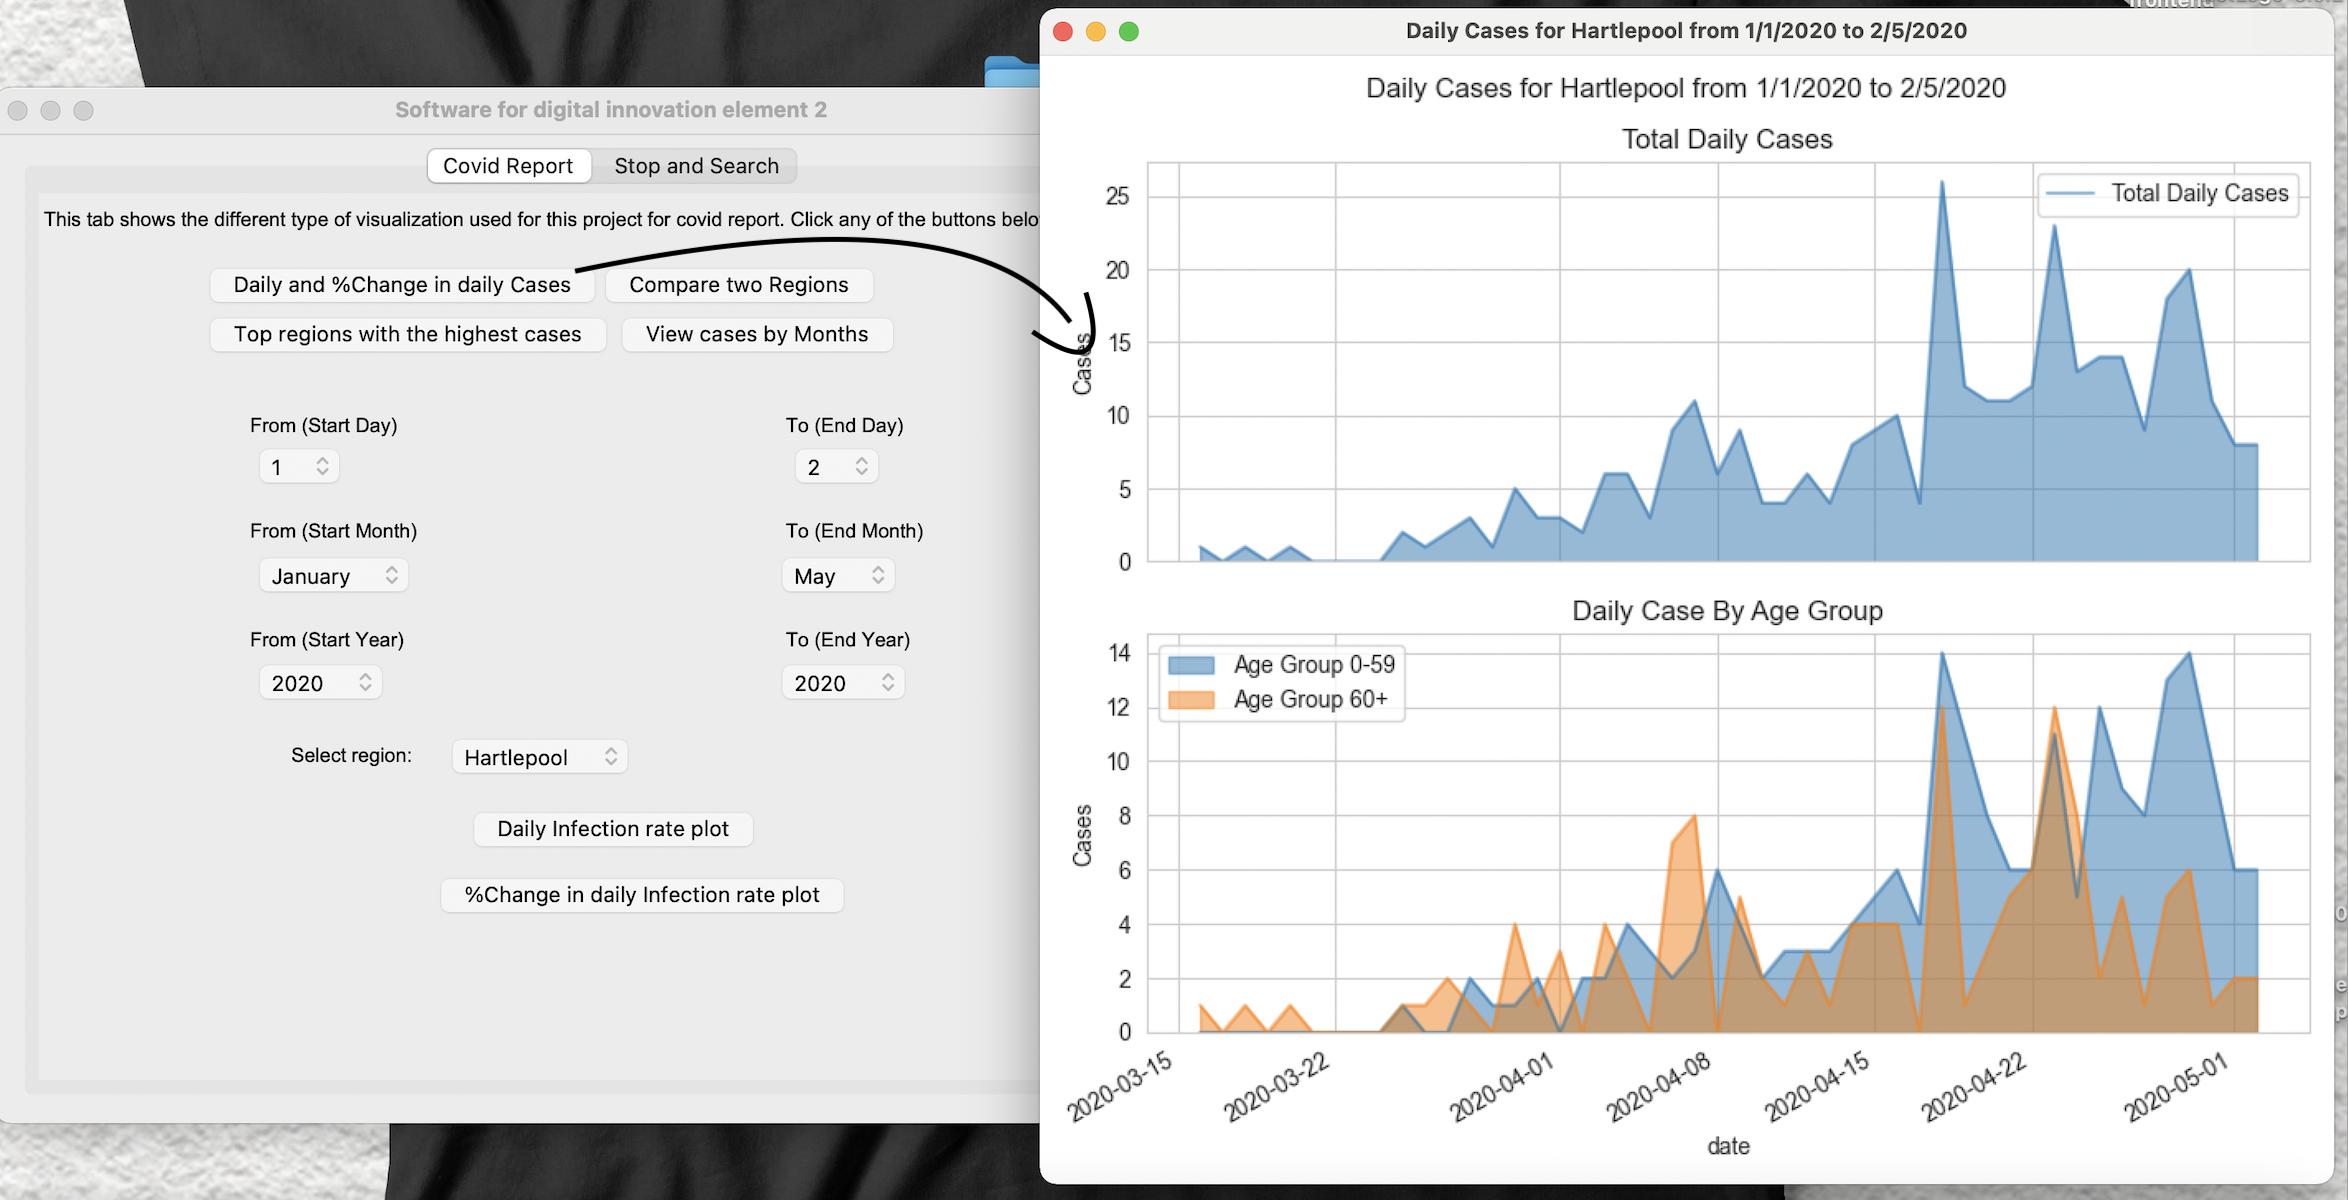 Software for digital innovation element 2
Covid Report
Stop and Search
This tab shows the different type of visualization used for this project for covid report. Click any of the buttons belo
Daily and %Change in daily Cases
Compare two Regions
Top regions with the highest cases
View cases by Months
From (Start Day)
To (End Day)
1
2
From (Start Month)
To (End Month)
January
May
From (Start Year)
To (End Year)
2020
2020
Select region:
Hartlepool
Daily Infection rate plot
%Change in daily Infection rate plot
Daily Cases for Hartlepool from 1/1/2020 to 2/5/2020
Daily Cases for Hartlepool from 1/1/2020 to 2/5/2020
Total Daily Cases
Total Daily Cases
25
20
15
10
5
0
Cases
Daily Case By Age Group
Age Group 0-59
Age Group 60+
14
12
10
8
6
4
2
0
Cases
2020-03-15
2020-03-22
2020-04-01
2020-04-08
2020-04-15
2020-04-22
2020-05-01
date